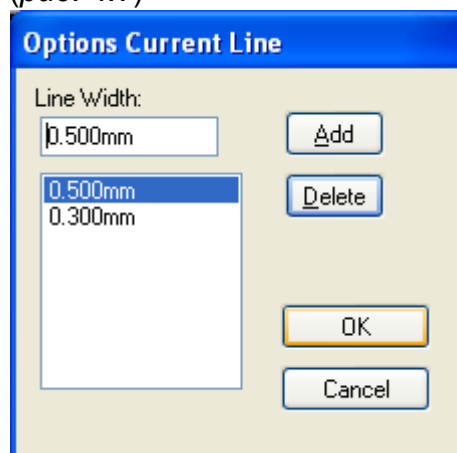 Options Current Line
Line Width:
0.500mm
Add
0.500mm
0.300mm
Delete
OK
Cancel